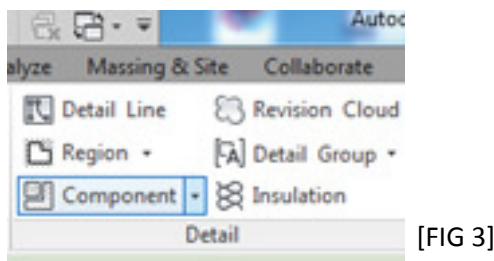 Autoc
alyze Massing & Site Collaborate
Detail Line Revision Cloud
Region Detail Group
Component Insulation
Detail
[FIG 3]